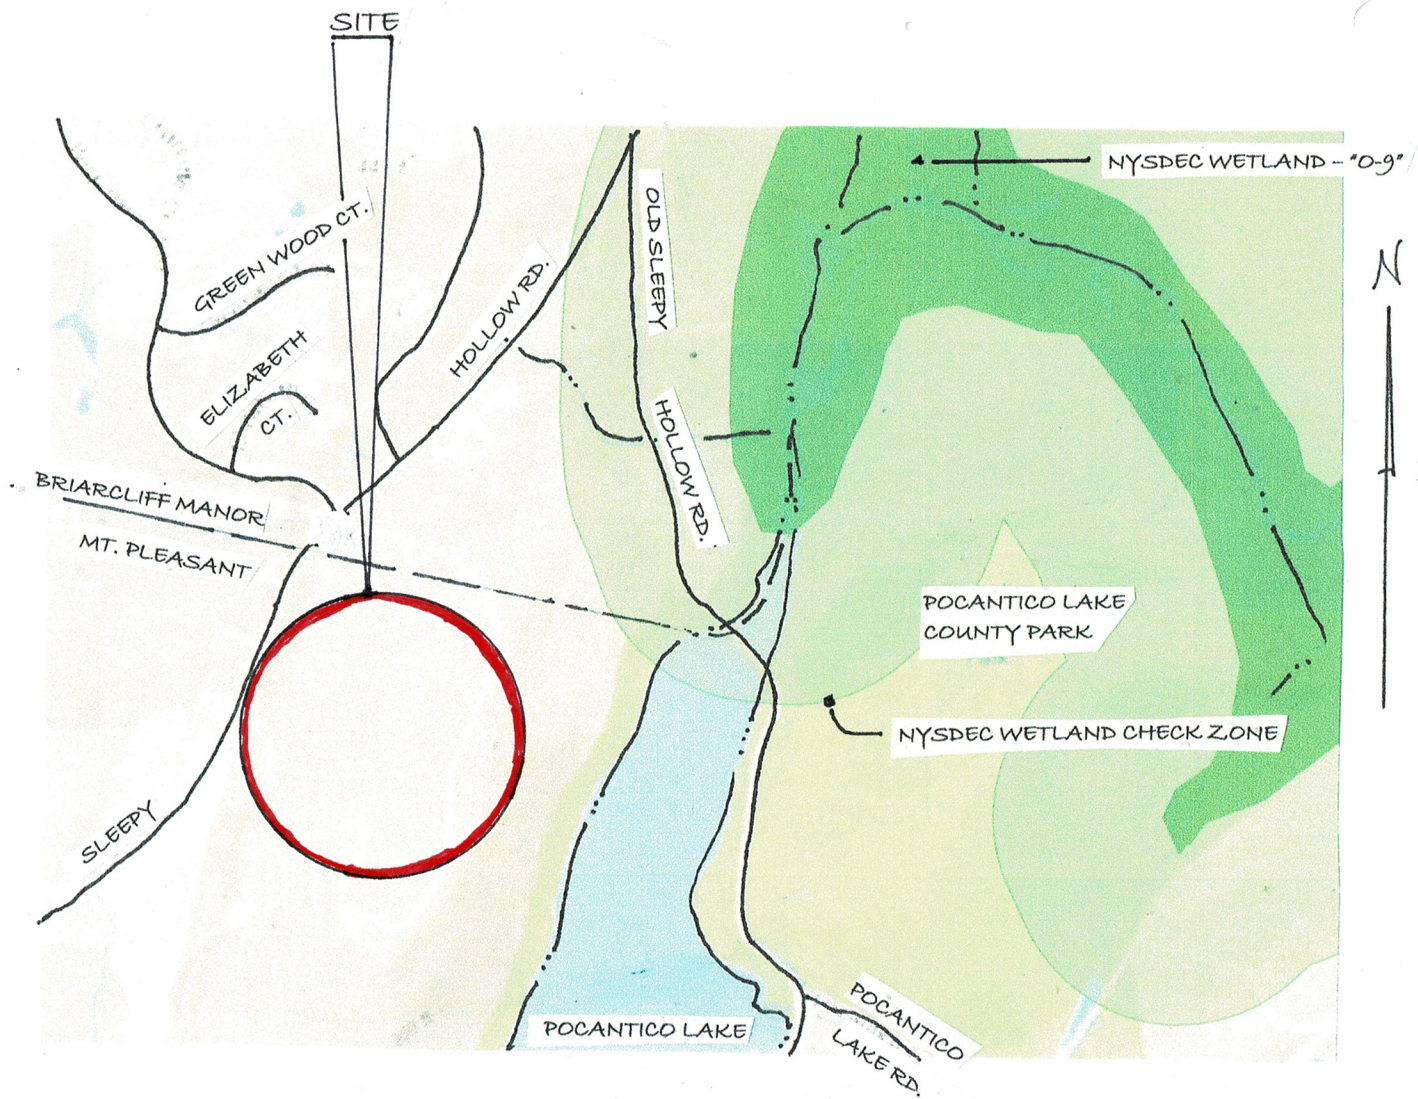 SITE
NYSDEC WETLAND - "O-9"
N
GREEN WOOD CT.
OLD SLEEPY
HOLLOW RD.
ELIZABETH
CT.
HOLLOW RD.
BRIARCLIFF MANOR
MT. PLEASANT
POCANTICO LAKE
COUNTY PARK
NYSDEC WETLAND CHECK ZONE
SLEEPY
POCANTICO LAKE
POCANTICO
LAKE RD.